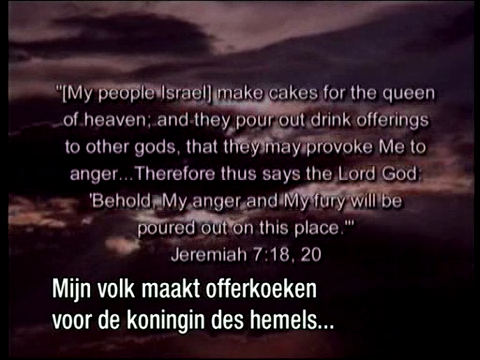 "[My people Israel] make cakes for the queen
of heaven; and they pour out drink offerings
to other gods, that they may provoke Me to
anger...Therefore thus says the Lord God:
'Behold, My anger and My fury will be
poured out on this place.'"
Jeremiah 7:18, 20
Mijn volk maakt offerkoeken
voor de koningin des hemels...